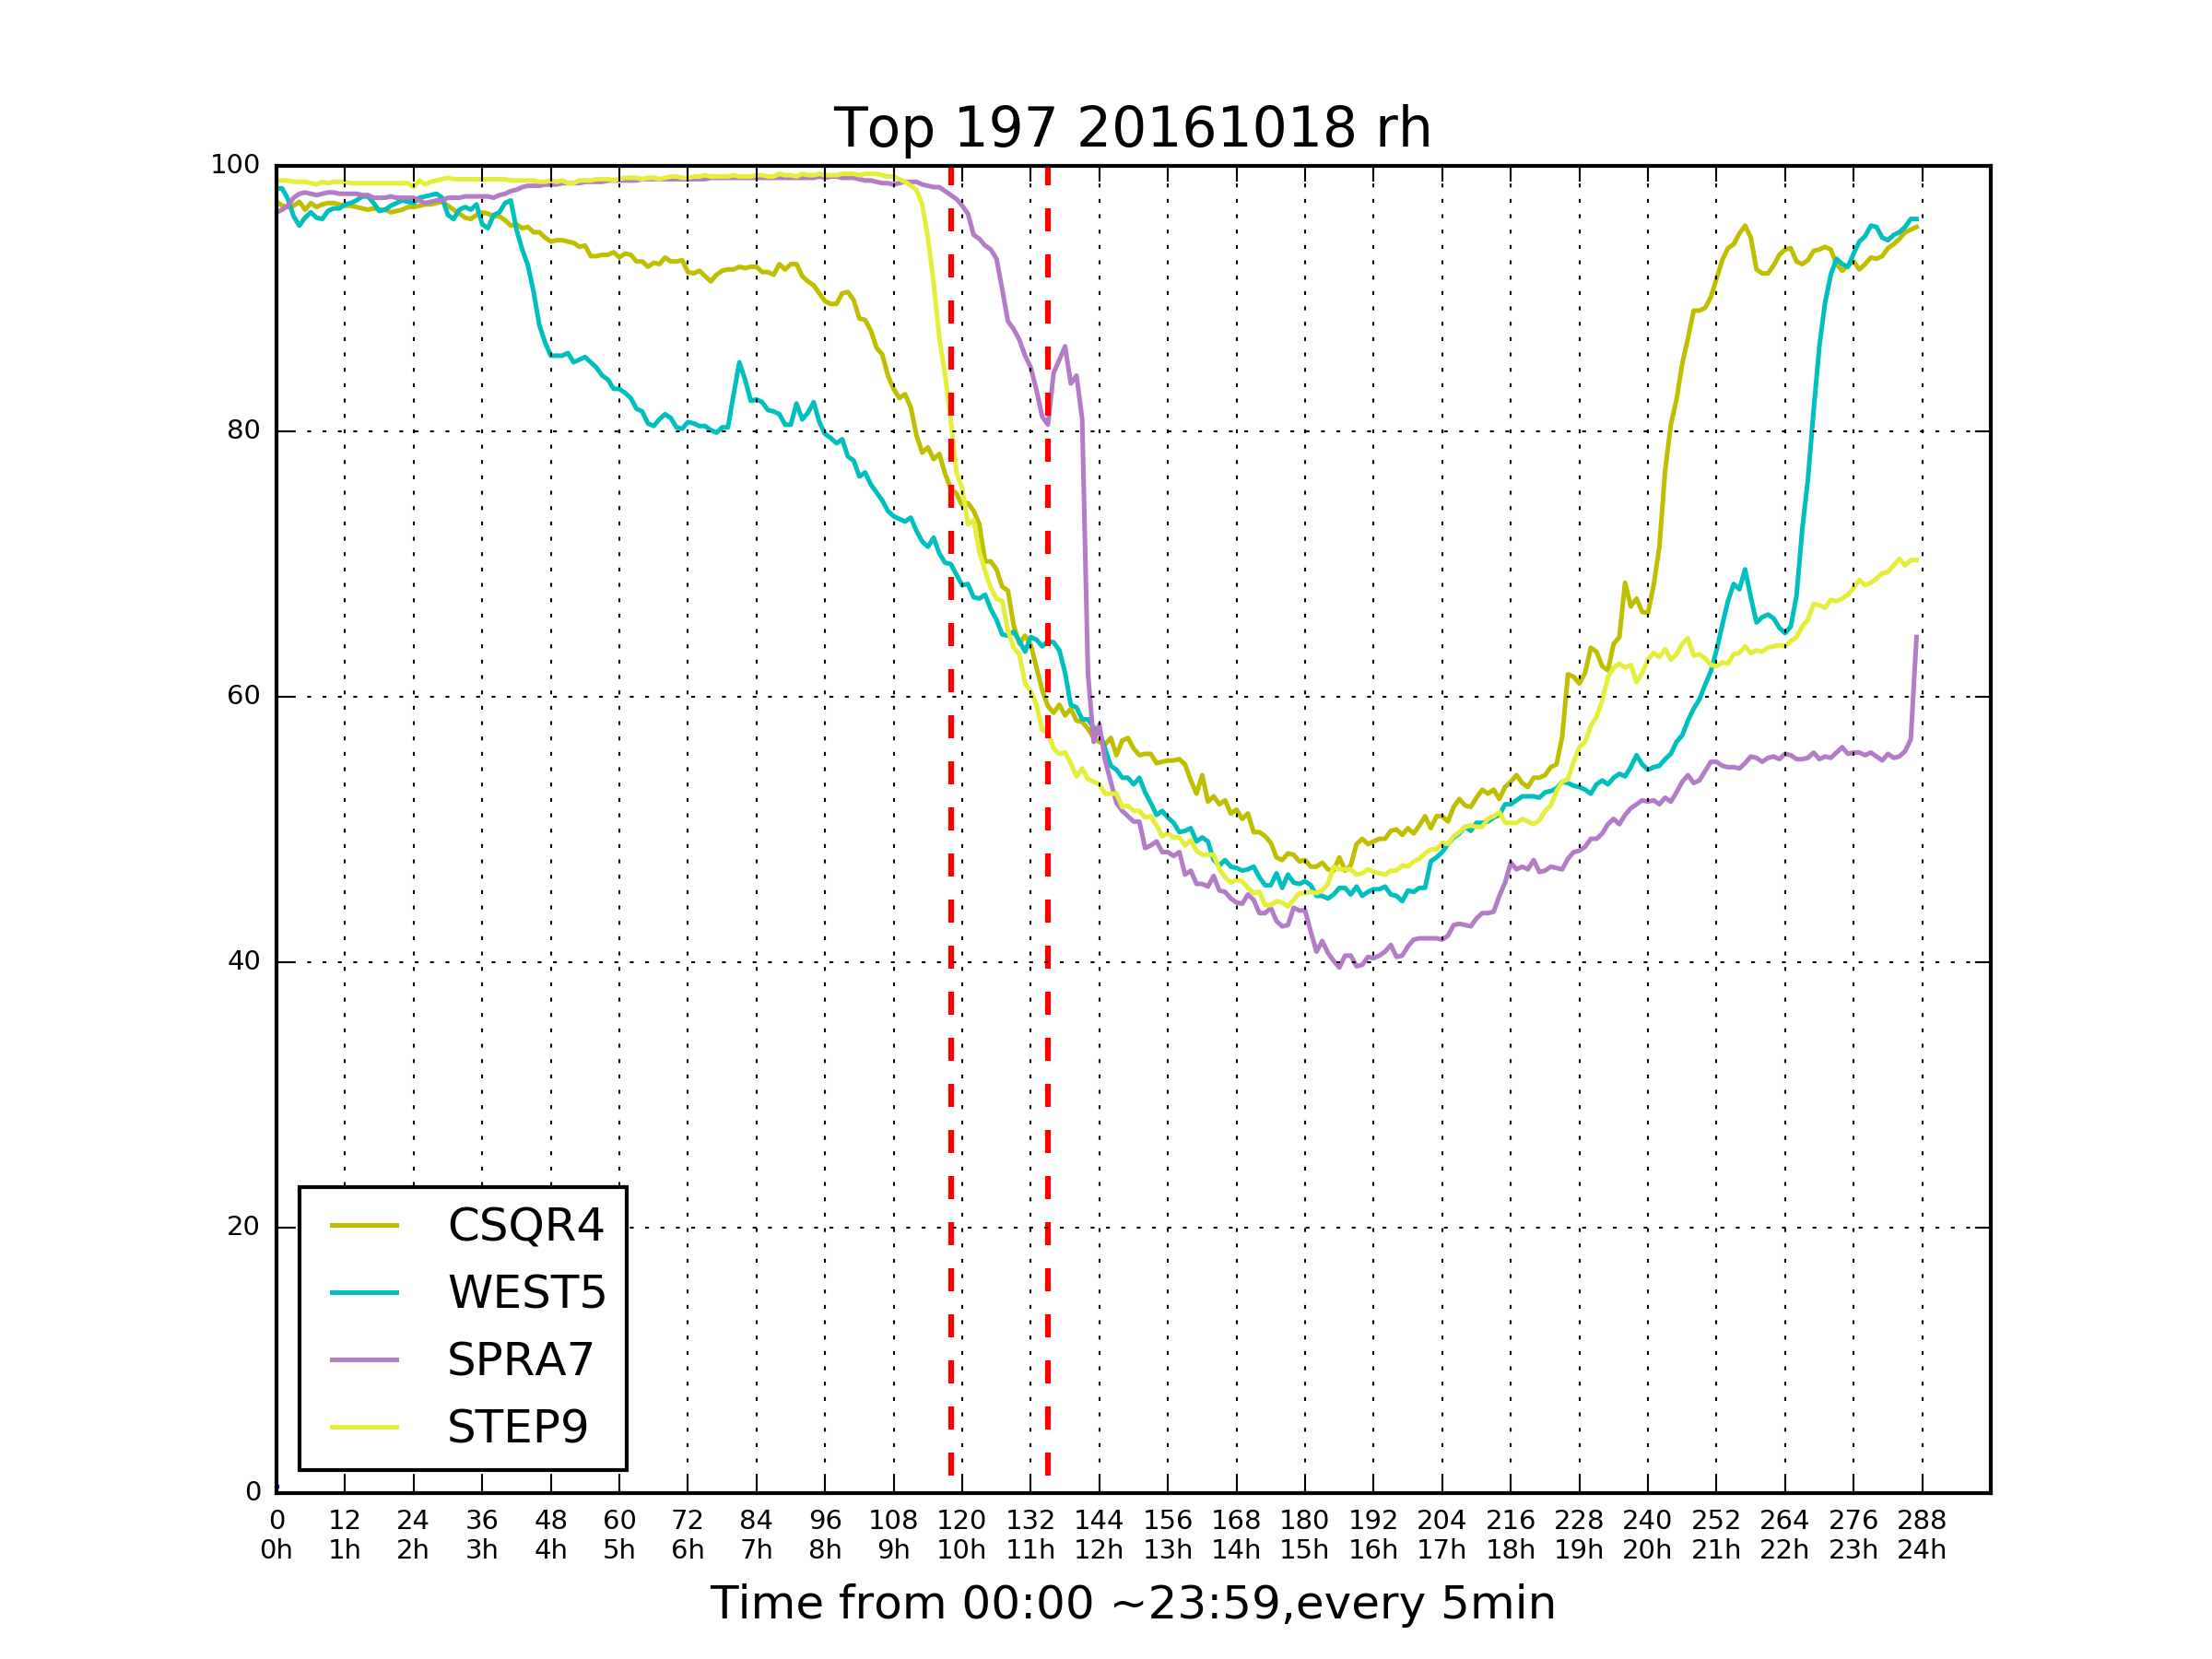 Top 197 20161018 rh
100
80
60
40
20
0
CSQR4
WEST5
SPRA7
STEP9
0 12 24 36 48 60 72 84 96 108 120 132 144 156 168 180 192 204 216 228 240 252 264 276 288
0h 1h 2h 3h 4h 5h 6h 7h 8h 9h 10h 11h 12h 13h 14h 15h 16h 17h 18h 19h 20h 21h 22h 23h 24h
Time from 00:00 ~23:59,every 5min